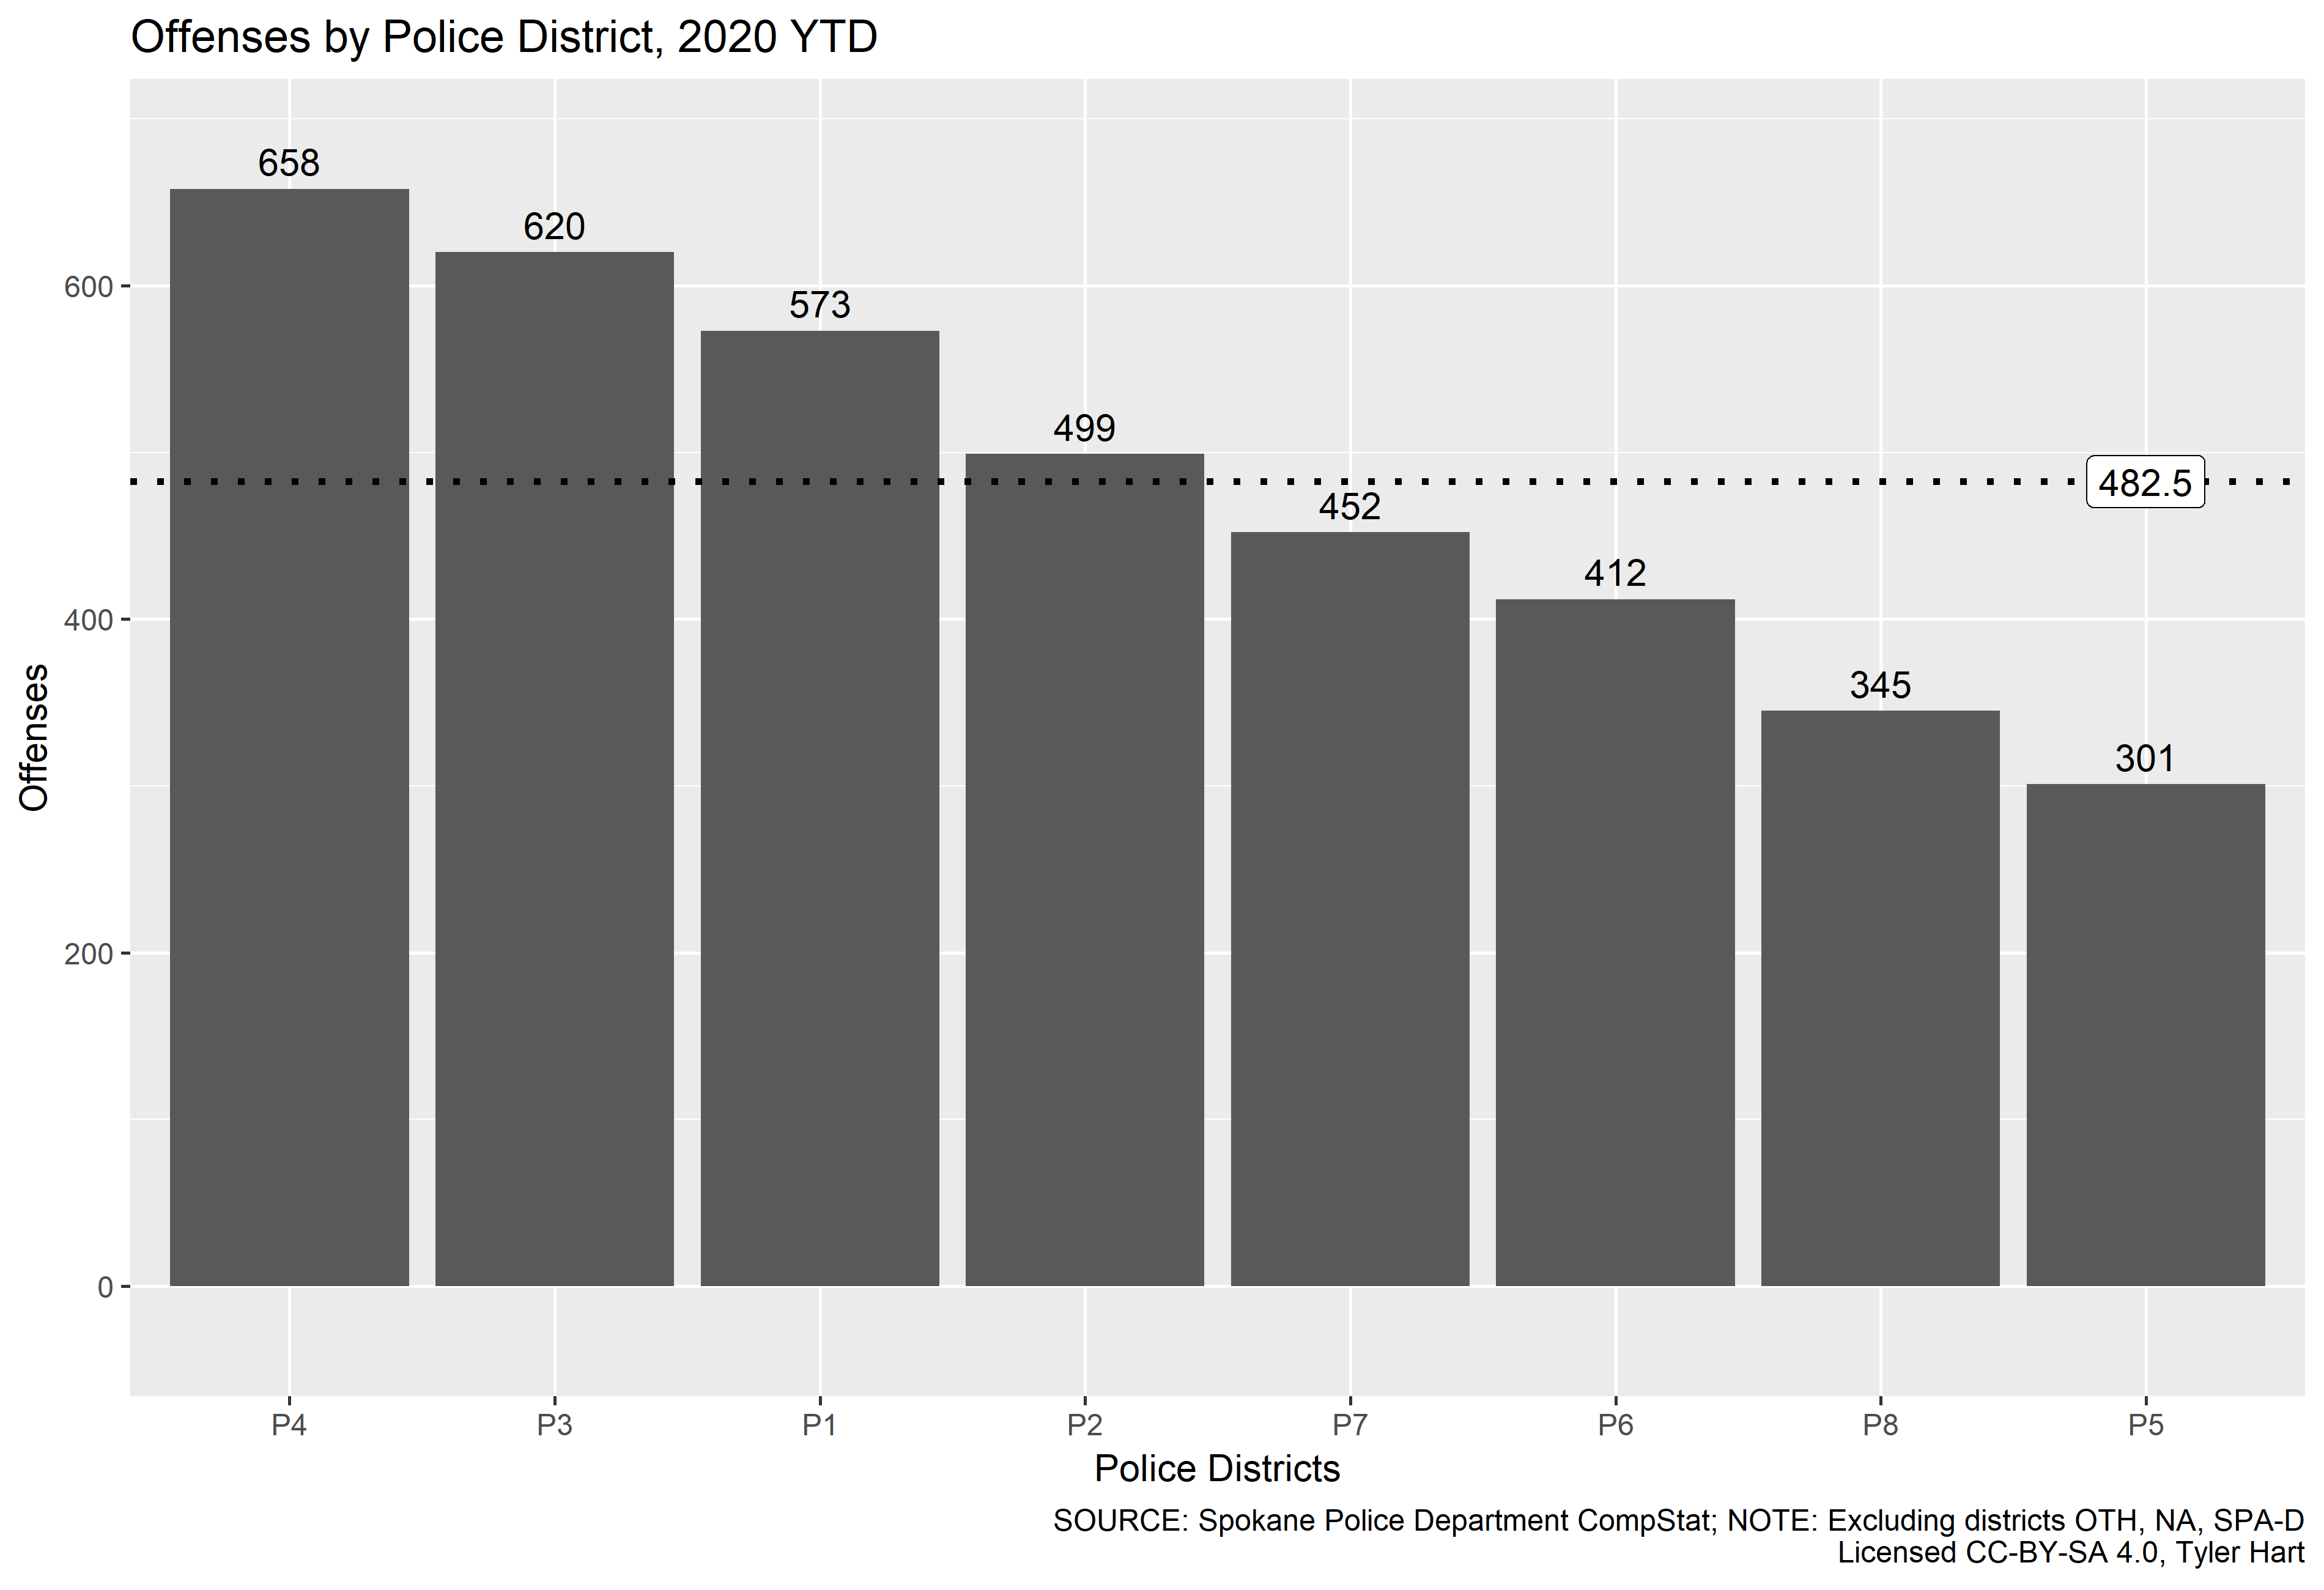 Offenses by Police District, 2020 YTD
658
620
573
499
482.5
452
412
345
301
600
400
200
0
Offenses
P4 P3 P1 P2 P7 P6 P8 P5
Police Districts
SOURCE: Spokane Police Department CompStat; NOTE: Excluding districts OTH, NA, SPA-D
Licensed CC-BY-SA 4.0, Tyler Hart